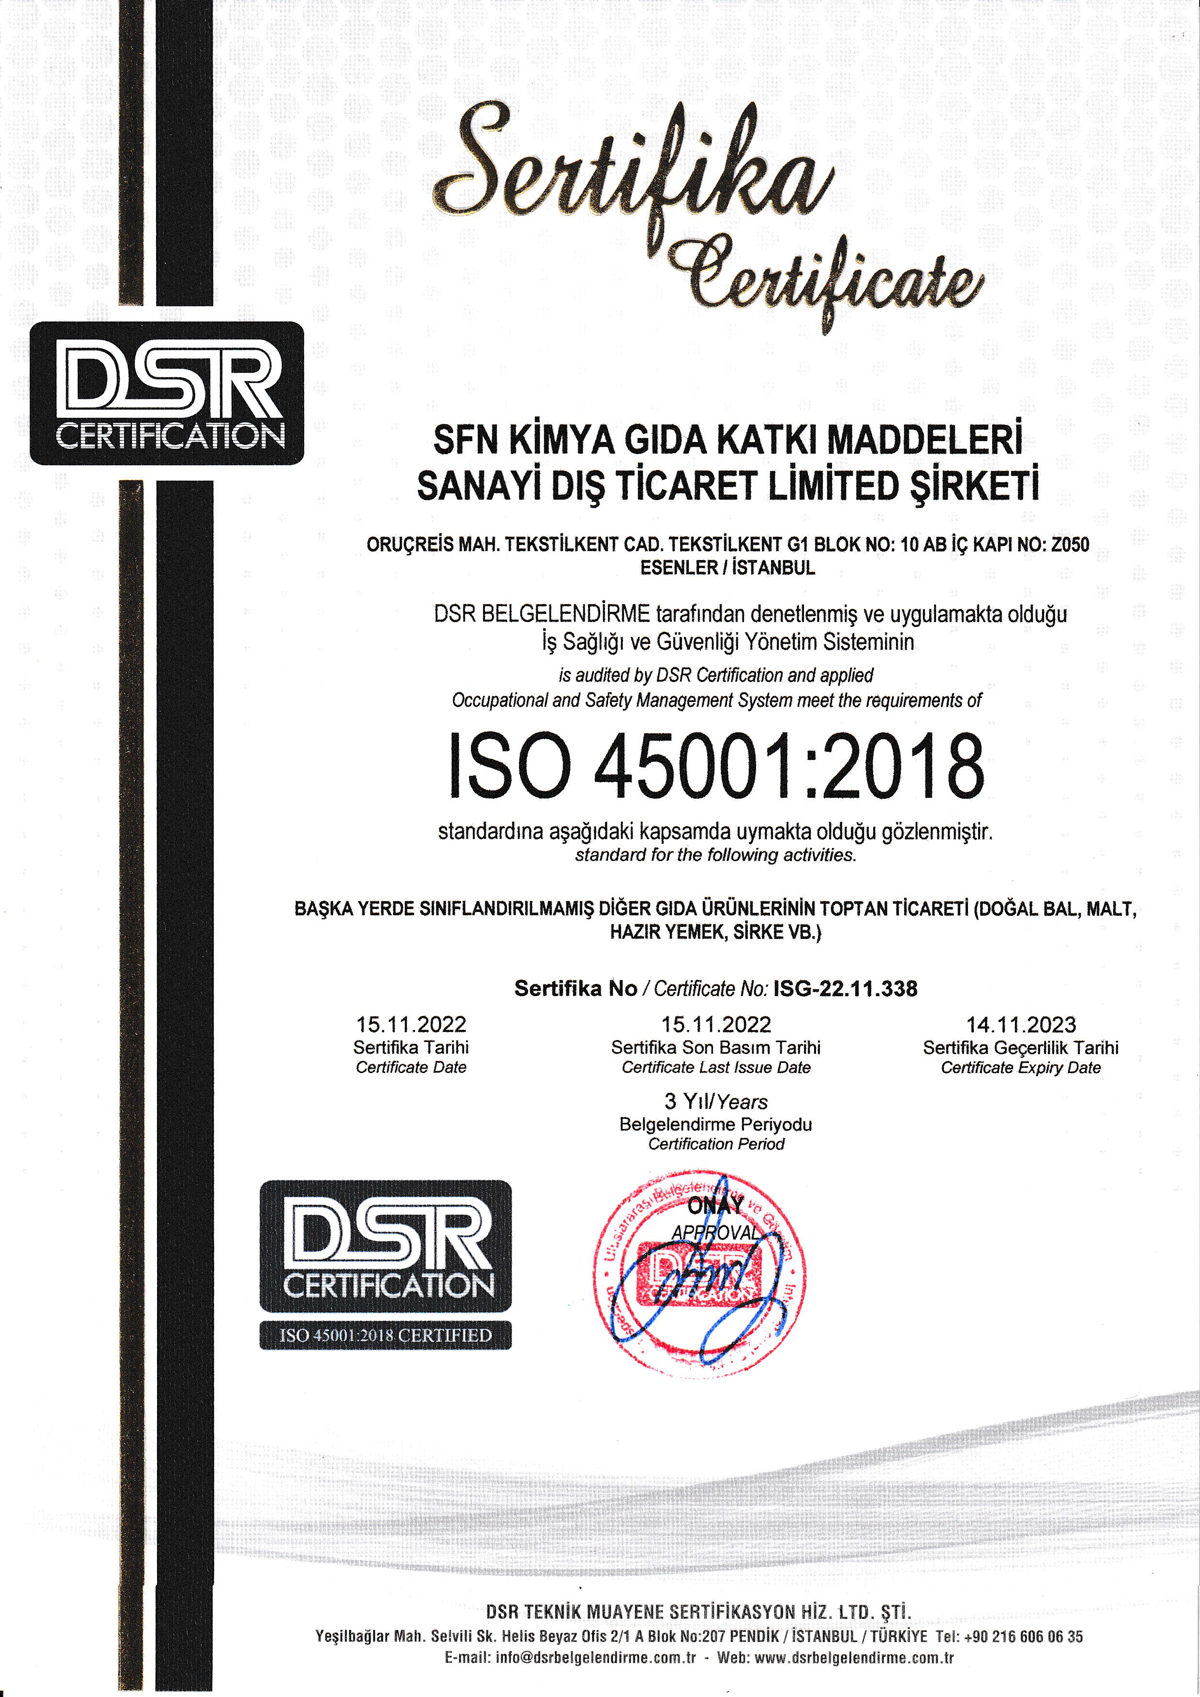 Sertifika
Certificate
DSR
CERTIFICATION
SFN KİMYA GIDA KATKI MADDELERİ
SANAYİ DIŞ TİCARET LİMİTED ŞİRKETİ
ORUÇREİS MAH. TEKSTİLKENT CAD. TEKSTİLKENT G1 BLOK NO: 10 AB İÇ KAPI NO: Z050
ESENLER / İSTANBUL
DSR BELGELENDİRME tarafından denetlenmiş ve uygulamakta olduğu
İş Sağlığı ve Güvenliği Yönetim Sisteminin
is audited by DSR Certification and applied
Occupational and Safety Management System meet the requirements of
ISO 45001:2018
standardına aşağıdaki kapsamda uymakta olduğu gözlenmiştir.
standard for the following activities.
BAŞKA YERDE SINIFLANDIRILMAMIŞ DİĞER GIDA ÜRÜNLERİNİN TOPTAN TİCARETİ (DOĞAL BAL, MALT,
HAZIR YEMEK, SİRKE VB.)
Sertifika No / Certificate No: ISG-22.11.338
15.11.2022 15.11.2022 14.11.2023
Sertifika Tarihi Sertifika Son Basım Tarihi Sertifika Geçerlilik Tarihi
Certificate Date Certificate Last Issue Date Certificate Expiry Date
3 Yıl/Years
Belgelendirme Periyodu
Certification Period
DSR
CERTIFICATION
ISO 45001:2018 CERTIFIED
Uluslararası Belgelendirme ve Gözetim
ONAY
APPROVAL
DSR
CERTIFICATION
DSR TEKNİK MUAYENE SERTİFİKASYON HİZ. LTD. ŞTİ.
Yeşilbağlar Mah. Selvili Sk. Helis Beyaz Ofis 2/1 A Blok No:207 PENDİK / İSTANBUL / TÜRKİYE Tel: +90 216 606 06 35
E-mail: info@dsrbelgelendirme.com.tr - Web: www.dsrbelgelendirme.com.tr